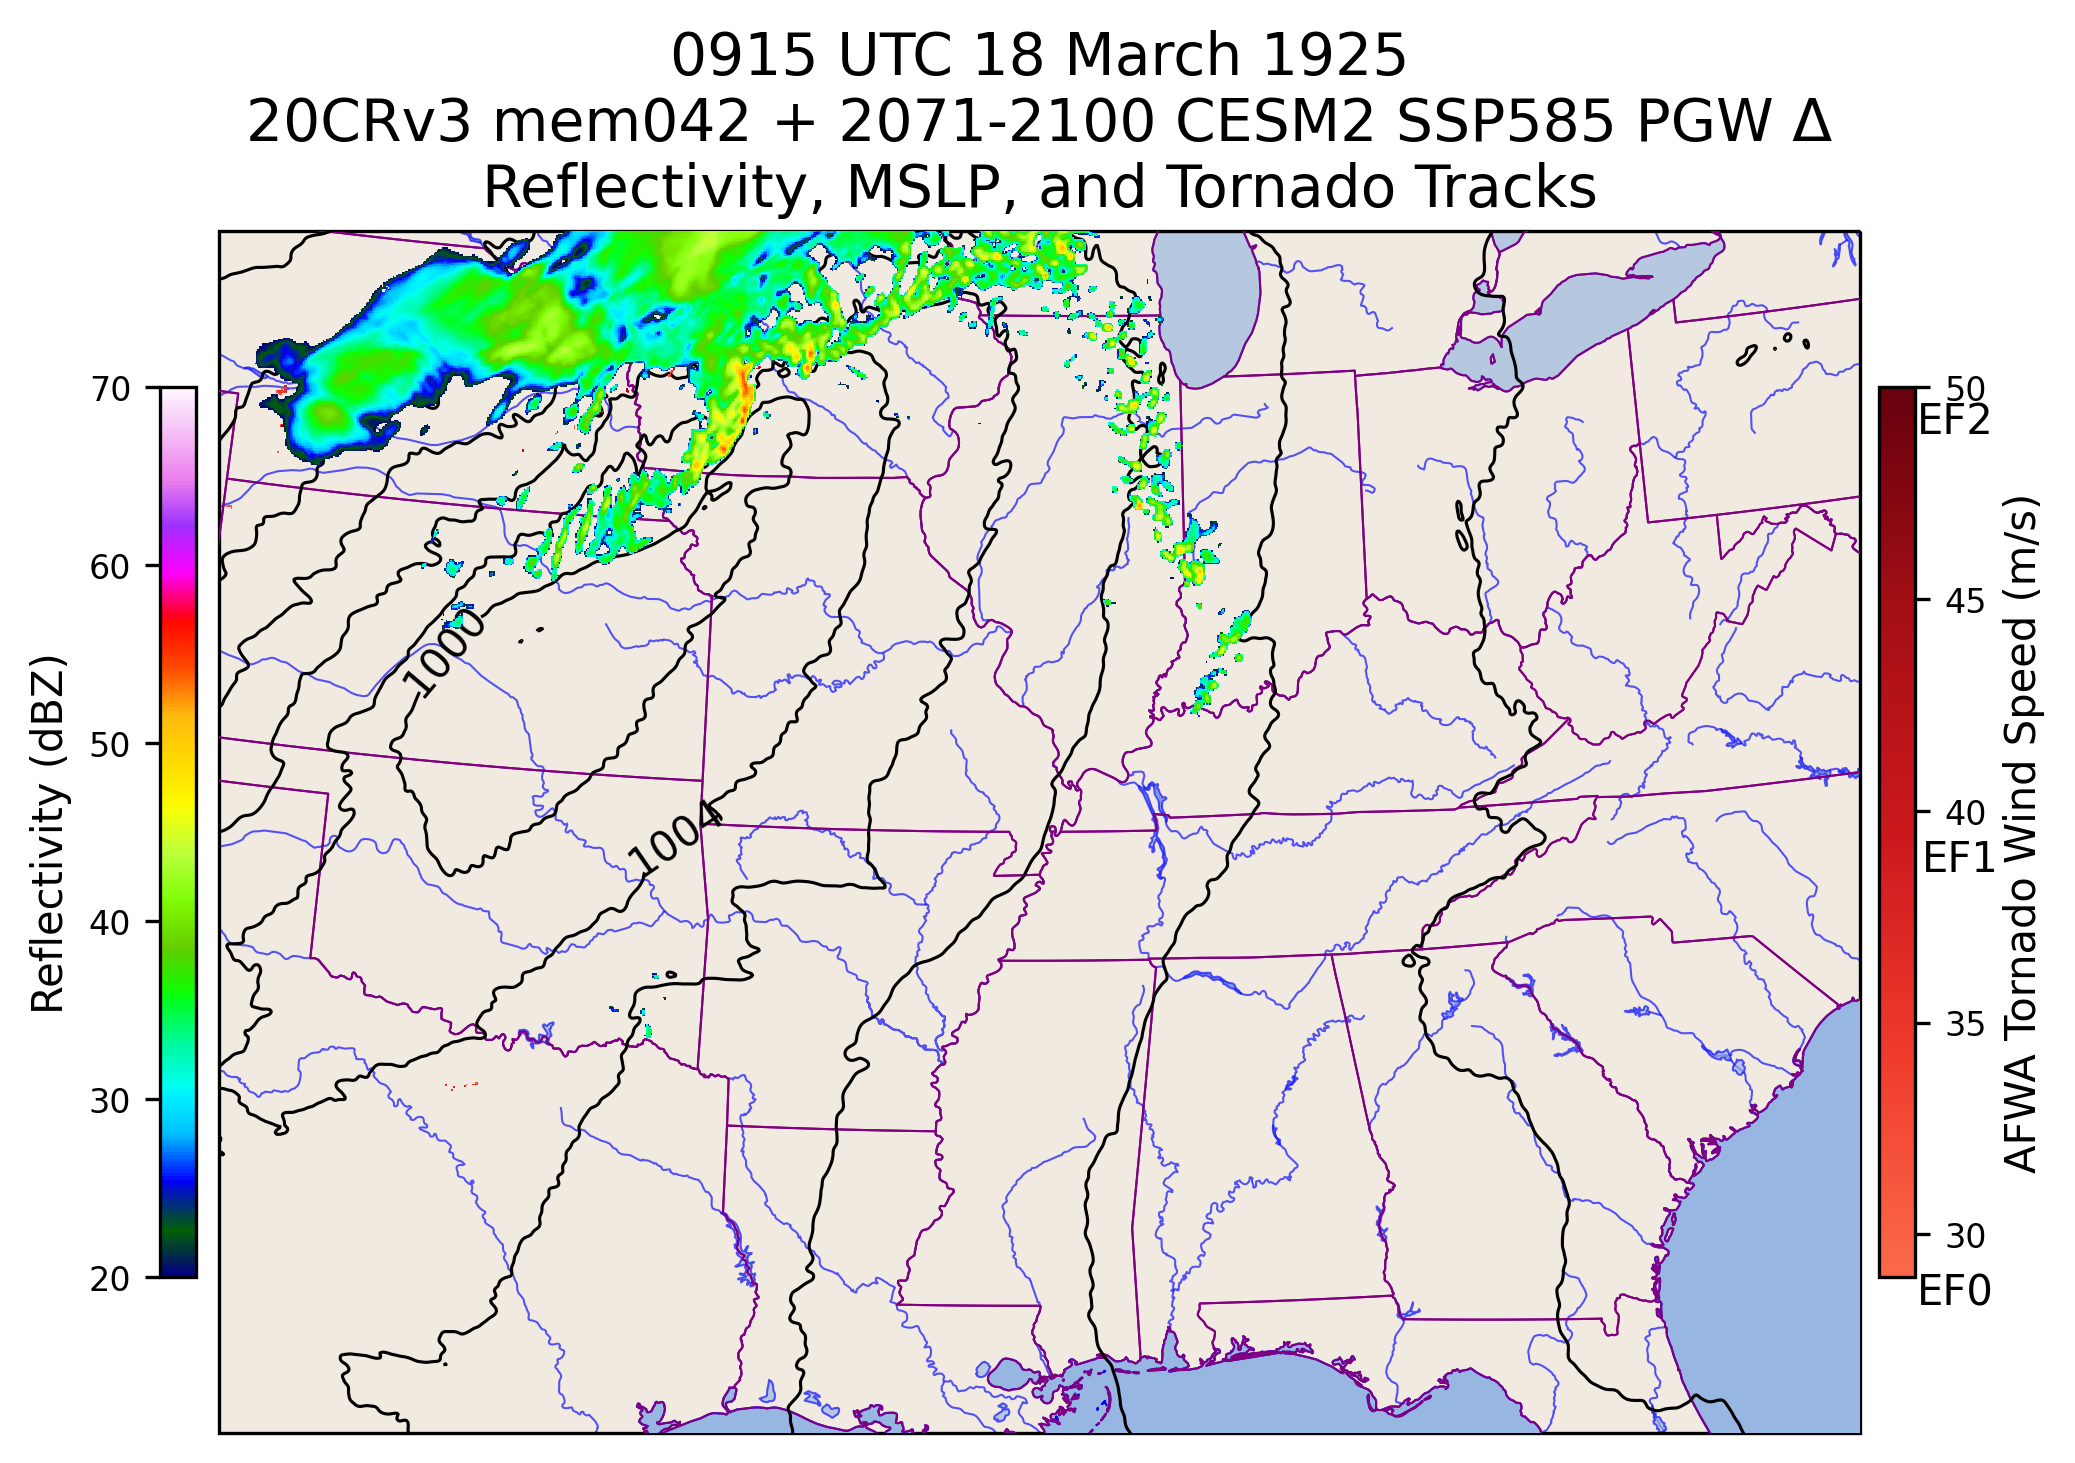 0915 UTC 18 March 1925
20CRv3 mem042 + 2071-2100 CESM2 SSP585 PGW Δ
Reflectivity, MSLP, and Tornado Tracks
70
60
50
40
30
20
Reflectivity (dBZ)
1000
1004
50
EF2
45
40
EF1
35
30
EF0
AFWA Tornado Wind Speed (m/s)